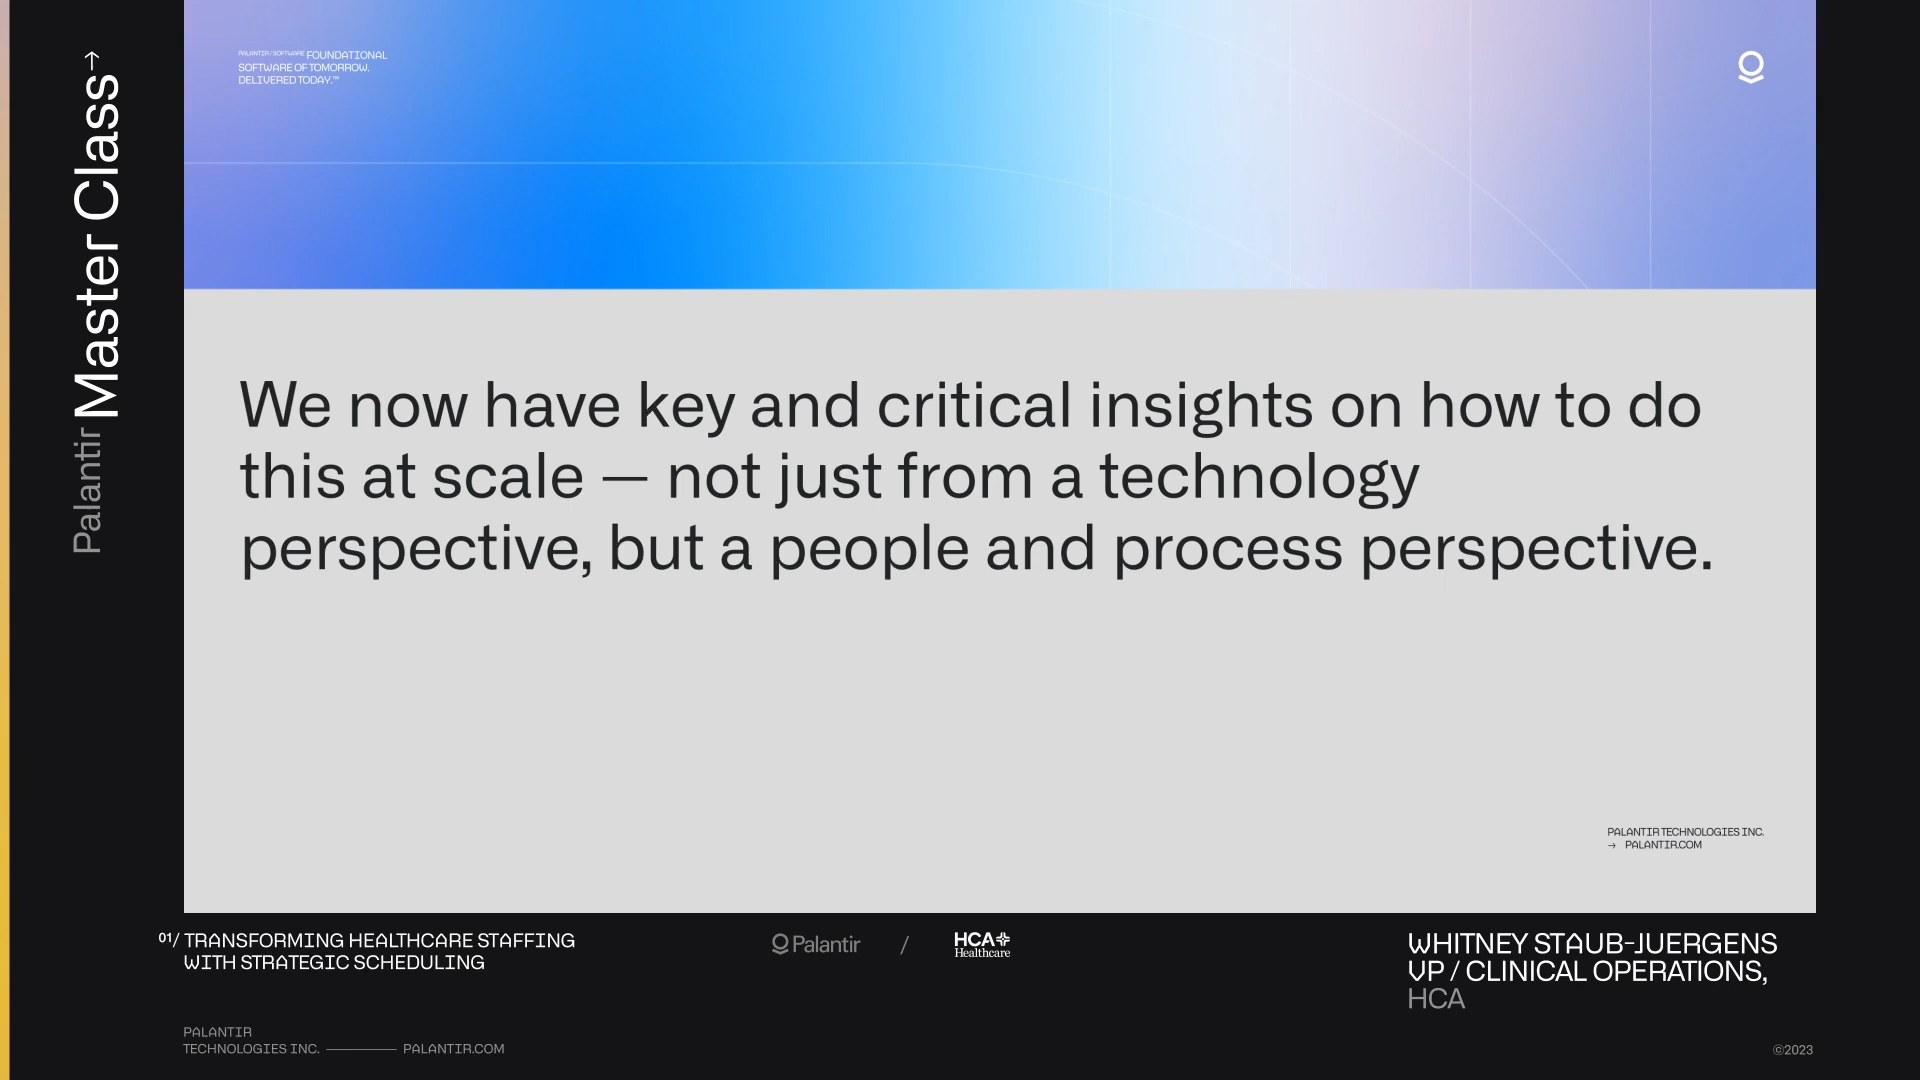 Palantir Master Class→
PALANTIR / SOFTWARE FOUNDATIONAL
SOFTWARE OF TOMORROW.
DELIVERED TODAY.™
We now have key and critical insights on how to do
this at scale — not just from a technology
perspective, but a people and process perspective.
PALANTIR TECHNOLOGIES INC.
→ PALANTIR.COM
01/ TRANSFORMING HEALTHCARE STAFFING
WITH STRATEGIC SCHEDULING
Palantir / HCA
Healthcare
WHITNEY STAUB-JUERGENS
VP / CLINICAL OPERATIONS,
HCA
PALANTIR
TECHNOLOGIES INC. ——— PALANTIR.COM
©2023